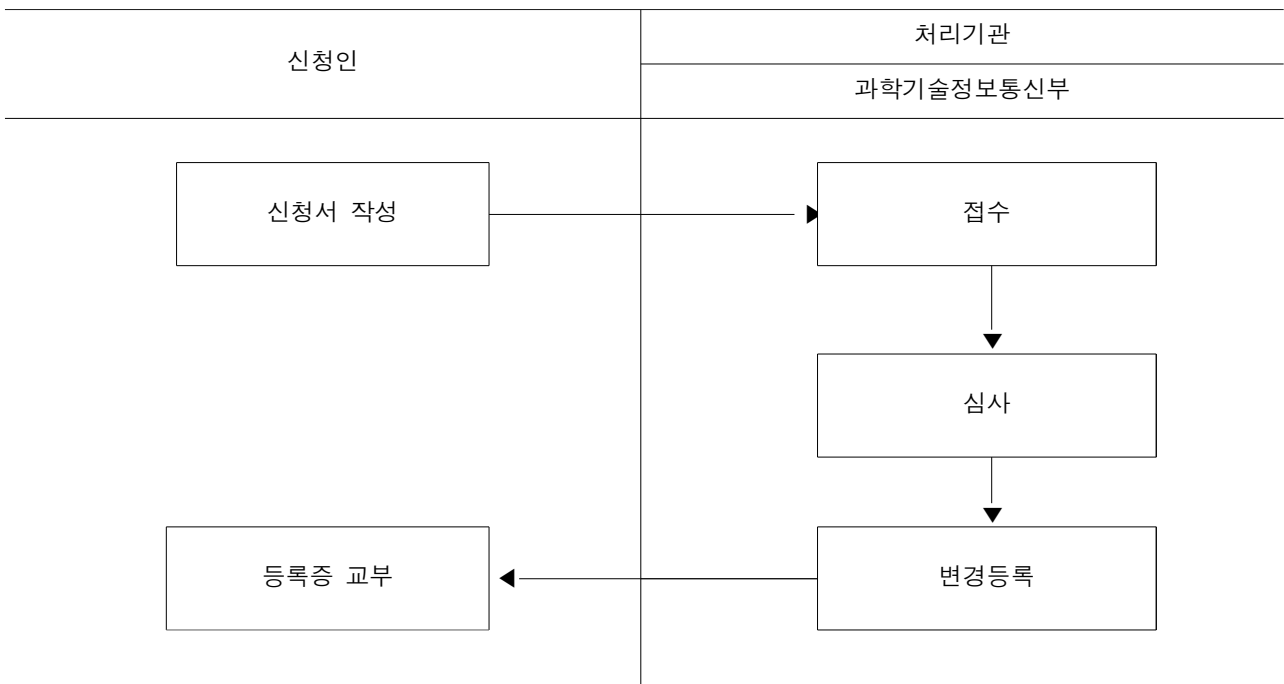 신청인
처리기관
과학기술정보통신부
신청서 작성
접수
심사
등록증 교부
변경등록